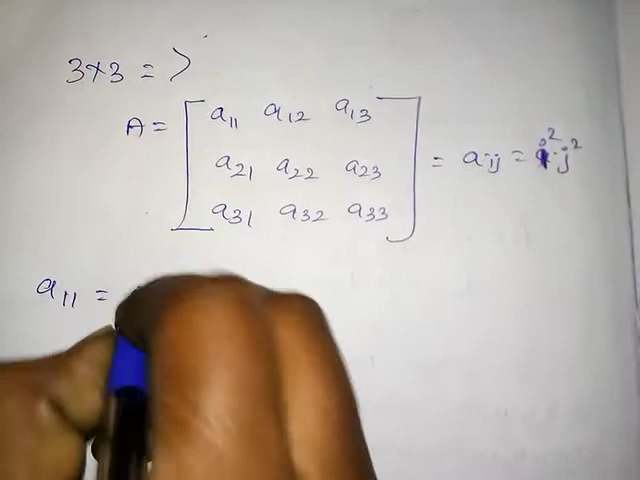 3×3 =>
A = [ a11 a12 a13
a21 a22 a23 = aij = i².j²
a31 a32 a33 ]
a11 =